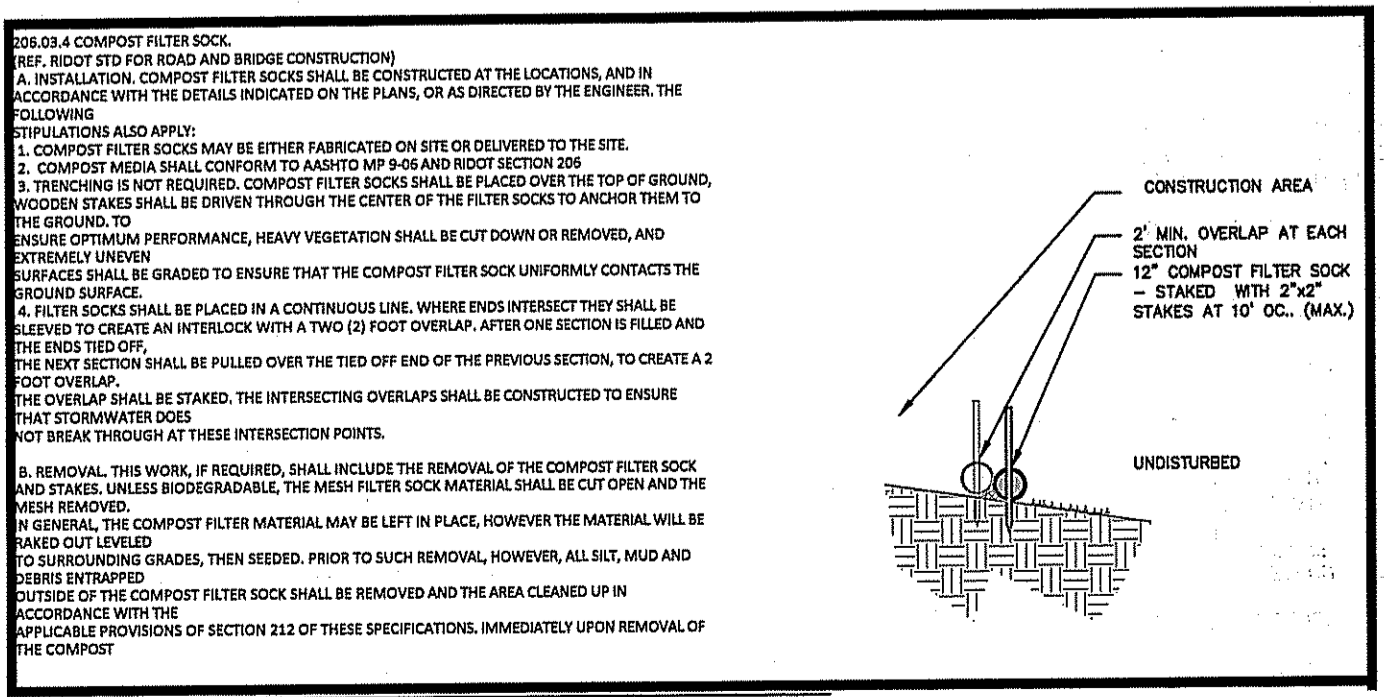 206.03.4 COMPOST FILTER SOCK.
(REF. RIDOT STD FOR ROAD AND BRIDGE CONSTRUCTION)
A. INSTALLATION. COMPOST FILTER SOCKS SHALL BE CONSTRUCTED AT THE LOCATIONS, AND IN
ACCORDANCE WITH THE DETAILS INDICATED ON THE PLANS, OR AS DIRECTED BY THE ENGINEER. THE
FOLLOWING
STIPULATIONS ALSO APPLY:
1. COMPOST FILTER SOCKS MAY BE EITHER FABRICATED ON SITE OR DELIVERED TO THE SITE.
2. COMPOST MEDIA SHALL CONFORM TO AASHTO MP 9-06 AND RIDOT SECTION 206
3. TRENCHING IS NOT REQUIRED. COMPOST FILTER SOCKS SHALL BE PLACED OVER THE TOP OF GROUND,
WOODEN STAKES SHALL BE DRIVEN THROUGH THE CENTER OF THE FILTER SOCKS TO ANCHOR THEM TO
THE GROUND. TO
ENSURE OPTIMUM PERFORMANCE, HEAVY VEGETATION SHALL BE CUT DOWN OR REMOVED, AND
EXTREMELY UNEVEN
SURFACES SHALL BE GRADED TO ENSURE THAT THE COMPOST FILTER SOCK UNIFORMLY CONTACTS THE
GROUND SURFACE.
4. FILTER SOCKS SHALL BE PLACED IN A CONTINUOUS LINE. WHERE ENDS INTERSECT THEY SHALL BE
SLEEVED TO CREATE AN INTERLOCK WITH A TWO (2) FOOT OVERLAP. AFTER ONE SECTION IS FILLED AND
THE ENDS TIED OFF,
THE NEXT SECTION SHALL BE PULLED OVER THE TIED OFF END OF THE PREVIOUS SECTION, TO CREATE A 2
FOOT OVERLAP.
THE OVERLAP SHALL BE STAKED. THE INTERSECTING OVERLAPS SHALL BE CONSTRUCTED TO ENSURE
THAT STORMWATER DOES
NOT BREAK THROUGH AT THESE INTERSECTION POINTS.
B. REMOVAL. THIS WORK, IF REQUIRED, SHALL INCLUDE THE REMOVAL OF THE COMPOST FILTER SOCK
AND STAKES. UNLESS BIODEGRADABLE, THE MESH FILTER SOCK MATERIAL SHALL BE CUT OPEN AND THE
MESH REMOVED.
IN GENERAL, THE COMPOST FILTER MATERIAL MAY BE LEFT IN PLACE, HOWEVER THE MATERIAL WILL BE
RAKED OUT LEVELED
TO SURROUNDING GRADES, THEN SEEDED. PRIOR TO SUCH REMOVAL, HOWEVER, ALL SILT, MUD AND
DEBRIS ENTRAPPED
OUTSIDE OF THE COMPOST FILTER SOCK SHALL BE REMOVED AND THE AREA CLEANED UP IN
ACCORDANCE WITH THE
APPLICABLE PROVISIONS OF SECTION 212 OF THESE SPECIFICATIONS. IMMEDIATELY UPON REMOVAL OF
THE COMPOST
CONSTRUCTION AREA
2' MIN. OVERLAP AT EACH
SECTION
12" COMPOST FILTER SOCK
– STAKED WITH 2"x2"
STAKES AT 10' OC.. (MAX.)
UNDISTURBED